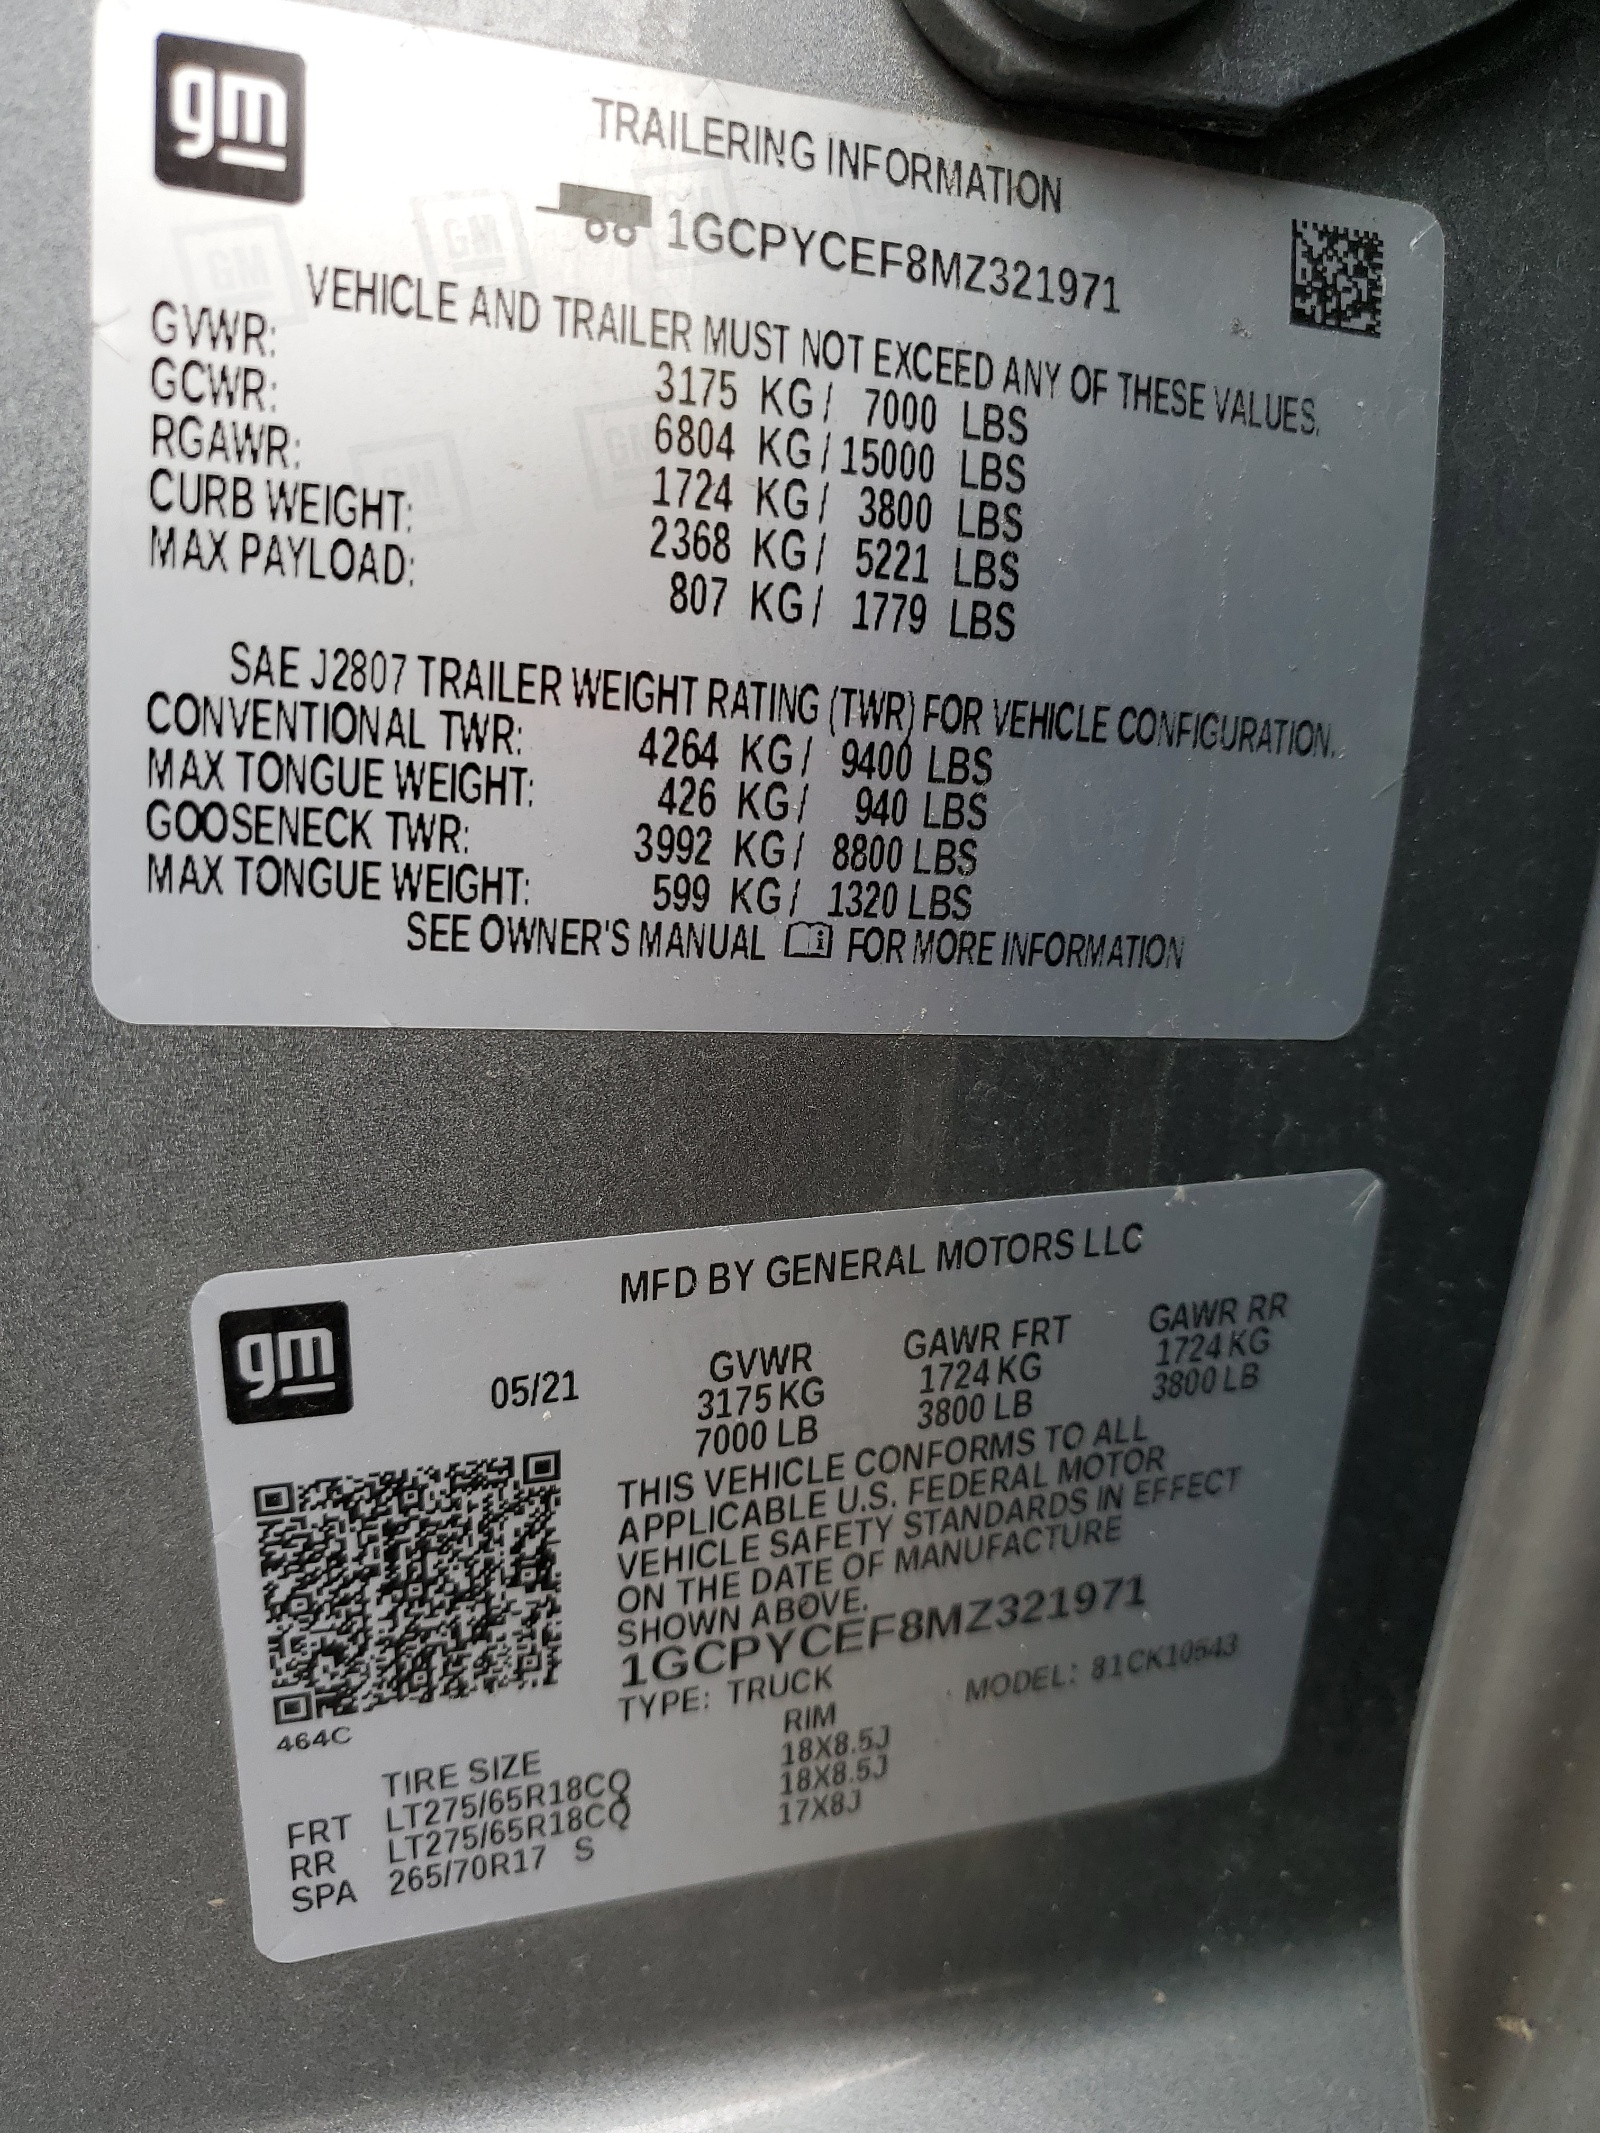 gm
TRAILERING INFORMATION
1GCPYCEF8MZ321971
VEHICLE AND TRAILER MUST NOT EXCEED ANY OF THESE VALUES.
GVWR: 3175 KG / 7000 LBS
GCWR: 6804 KG / 15000 LBS
RGAWR: 1724 KG / 3800 LBS
CURB WEIGHT: 2368 KG / 5221 LBS
MAX PAYLOAD: 807 KG / 1779 LBS
SAE J2807 TRAILER WEIGHT RATING (TWR) FOR VEHICLE CONFIGURATION.
CONVENTIONAL TWR: 4264 KG / 9400 LBS
MAX TONGUE WEIGHT: 426 KG / 940 LBS
GOOSENECK TWR: 3992 KG / 8800 LBS
MAX TONGUE WEIGHT: 599 KG / 1320 LBS
SEE OWNER'S MANUAL i FOR MORE INFORMATION
gm
MFD BY GENERAL MOTORS LLC
05/21 GVWR GAWR FRT GAWR RR
3175 KG 1724 KG 1724 KG
7000 LB 3800 LB 3800 LB
THIS VEHICLE CONFORMS TO ALL
APPLICABLE U.S. FEDERAL MOTOR
VEHICLE SAFETY STANDARDS IN EFFECT
ON THE DATE OF MANUFACTURE
SHOWN ABOVE.
1GCPYCEF8MZ321971
TYPE: TRUCK MODEL: 81CK10543
464C
TIRE SIZE RIM
FRT LT275/65R18CQ 18X8.5J
RR LT275/65R18CQ 18X8.5J
SPA 265/70R17 S 17X8J